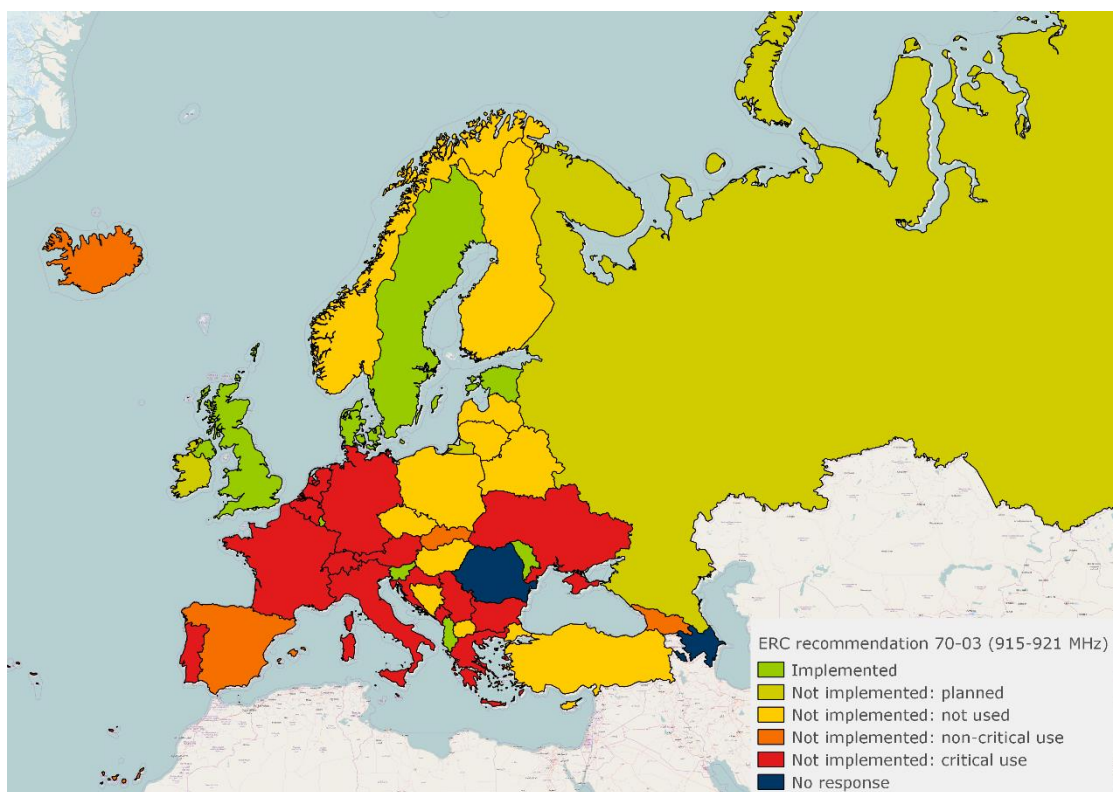 ERC recommendation 70-03 (915-921 MHz)
Implemented
Not implemented: planned
Not implemented: not used
Not implemented: non-critical use
Not implemented: critical use
No response